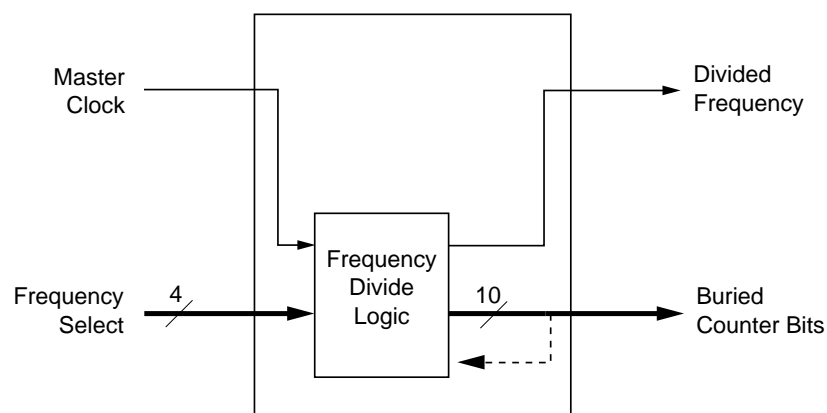 Master
Clock
Divided
Frequency
Frequency
Divide
Logic
Frequency
Select
4
10
Buried
Counter Bits